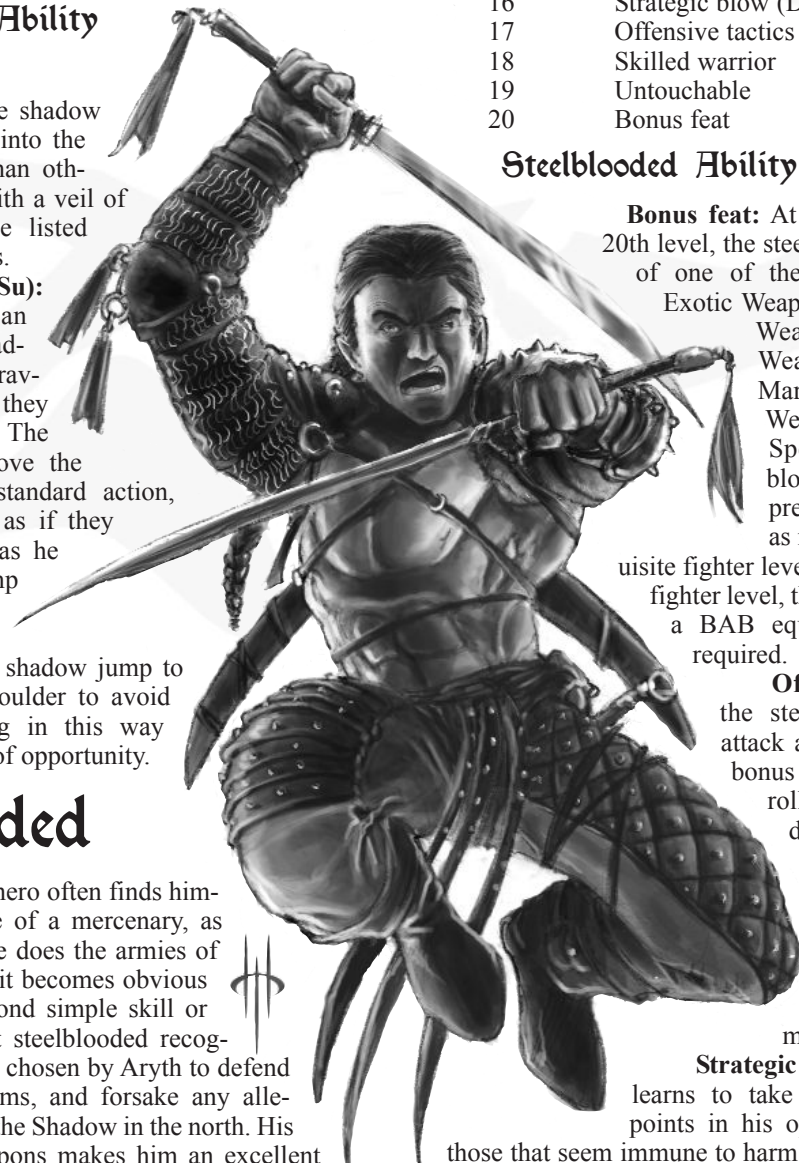 Ability
e shadow
into the
han oth-
ith a veil of
e listed
s.
Su):
an
ad-
rav-
they
The
ove the
standard action,
as if they
as he
mp
shadow jump to
oulder to avoid
g in this way
of opportunity.
ded
hero often finds him-
e of a mercenary, as
e does the armies of
it becomes obvious
ond simple skill or
t steelblooded recog-
chosen by Aryth to defend
ms, and forsake any alle-
he Shadow in the north. His
pons makes him an excellent
16 Strategic blow (D
17 Offensive tactics
18 Skilled warrior
19 Untouchable
20 Bonus feat
Steelblooded Ability
Bonus feat: At
20th level, the stee
of one of the
Exotic Weap
Wea
Wea
Mar
We
Sp
blo
pre
as
uisite fighter leve
fighter level, t
a BAB equ
required.
Of
the ste
attack a
bonus
roll
d
m
Strategic
learns to take
points in his o
those that seem immune to harm